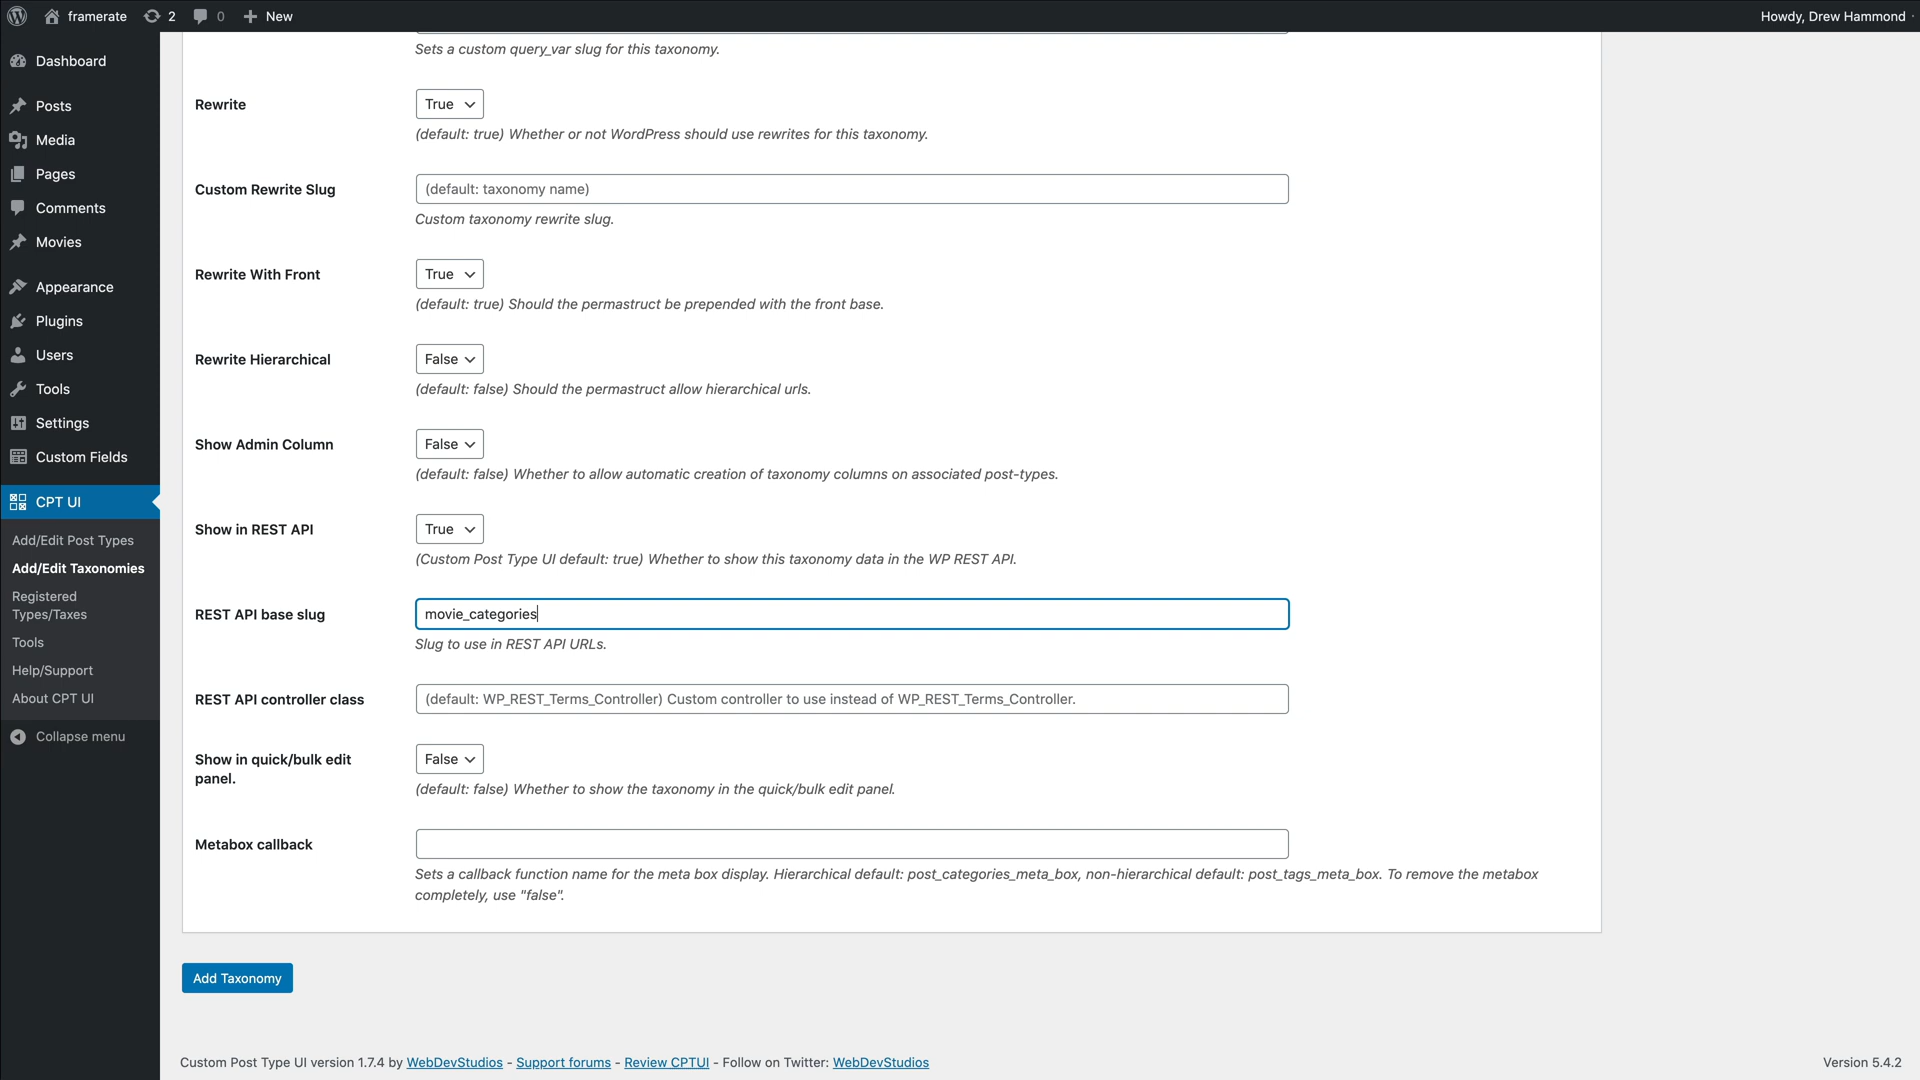 framerate
2
0
New
Howdy, Drew Hammond
Dashboard
Posts
Media
Pages
Comments
Movies
Appearance
Plugins
Users
Tools
Settings
Custom Fields
CPT UI
Add/Edit Post Types
Add/Edit Taxonomies
Registered
Types/Taxes
Tools
Help/Support
About CPT UI
Collapse menu
Sets a custom query_var slug for this taxonomy.
Rewrite
True
(default: true) Whether or not WordPress should use rewrites for this taxonomy.
Custom Rewrite Slug
(default: taxonomy name)
Custom taxonomy rewrite slug.
Rewrite With Front
True
(default: true) Should the permastruct be prepended with the front base.
Rewrite Hierarchical
False
(default: false) Should the permastruct allow hierarchical urls.
Show Admin Column
False
(default: false) Whether to allow automatic creation of taxonomy columns on associated post-types.
Show in REST API
True
(Custom Post Type UI default: true) Whether to show this taxonomy data in the WP REST API.
REST API base slug
movie_categories
Slug to use in REST API URLs.
REST API controller class
(default: WP_REST_Terms_Controller) Custom controller to use instead of WP_REST_Terms_Controller.
Show in quick/bulk edit
panel.
False
(default: false) Whether to show the taxonomy in the quick/bulk edit panel.
Metabox callback
Sets a callback function name for the meta box display. Hierarchical default: post_categories_meta_box, non-hierarchical default: post_tags_meta_box. To remove the metabox
completely, use "false".
Add Taxonomy
Custom Post Type UI version 1.7.4 by WebDevStudios - Support forums - Review CPTUI - Follow on Twitter: WebDevStudios
Version 5.4.2